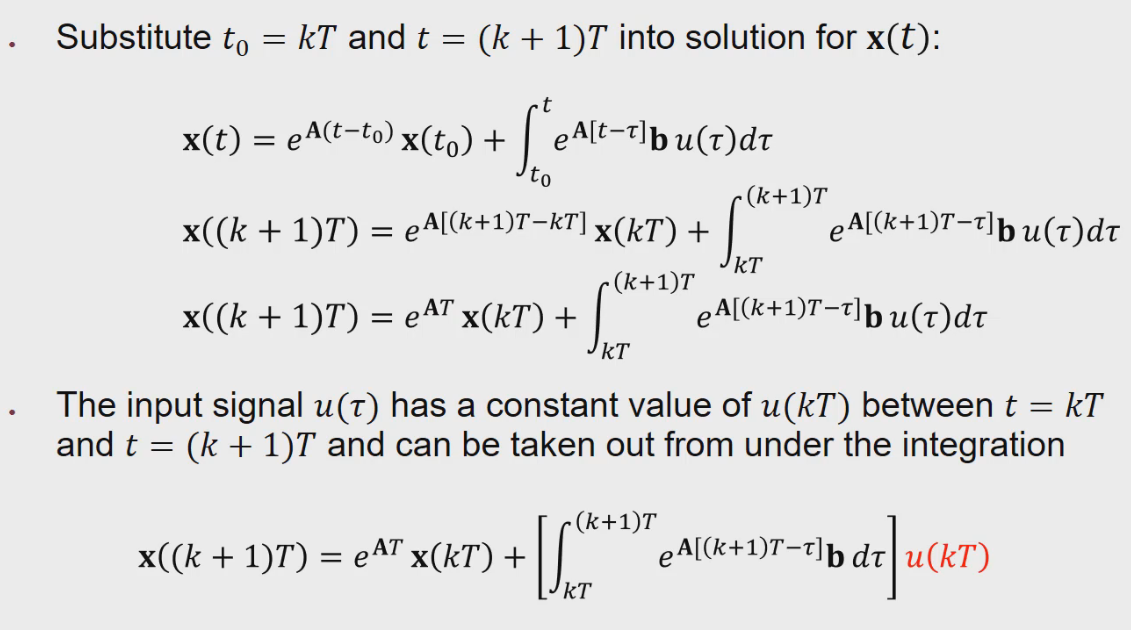 • Substitute t₀ = kT and t = (k + 1)T into solution for x(t):
x(t) = e^{A(t−t₀)} x(t₀) + ∫_{t₀}^{t} e^{A[t−τ]} b u(τ)dτ
x((k + 1)T) = e^{A[(k+1)T−kT]} x(kT) + ∫_{kT}^{(k+1)T} e^{A[(k+1)T−τ]} b u(τ)dτ
x((k + 1)T) = e^{AT} x(kT) + ∫_{kT}^{(k+1)T} e^{A[(k+1)T−τ]} b u(τ)dτ
• The input signal u(τ) has a constant value of u(kT) between t = kT
and t = (k + 1)T and can be taken out from under the integration
x((k + 1)T) = e^{AT} x(kT) + [∫_{kT}^{(k+1)T} e^{A[(k+1)T−τ]} b dτ] u(kT)